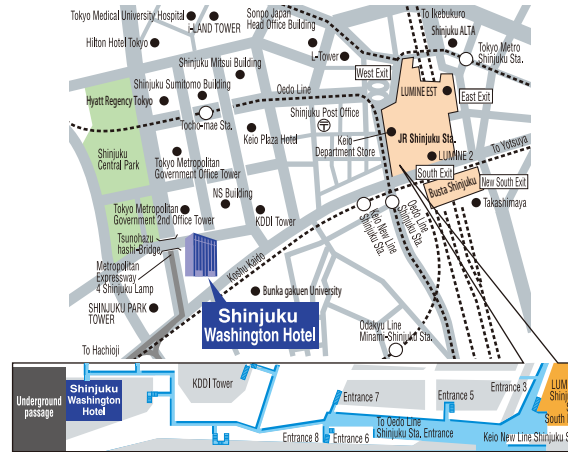 Tokyo Medical University Hospital
i-LAND TOWER
Sonpo Japan
Head Office Building
To Ikebukuro
Shinjuku ALTA
Hilton Hotel Tokyo
L-Tower
Tokyo Metro
Shinjuku Sta.
Shinjuku Mitsui Building
West Exit
Shinjuku Sumitomo Building
Oedo Line
LUMINE EST
East Exit
Hyatt Regency Tokyo
Shinjuku Post Office
〒
Tocho-mae Sta.
JR Shinjuku Sta.
Keio Plaza Hotel
Keio
Department Store
To Yotsuya
Shinjuku
Central Park
LUMINE 2
Tokyo Metropolitan
Government Office Tower
South Exit
NS Building
Busta Shinjuku
New South Exit
Tokyo Metropolitan
Government 2nd Office Tower
KDDI Tower
Takashimaya
Keio New Line
Shinjuku Sta.
Oedo Line
Shinjuku Sta.
Tsunohazu
hashi-Bridge
Koshu Kaido
Metropolitan
Expressway
4 Shinjuku Lamp
Bunka gakuen University
SHINJUKU PARK
TOWER
Shinjuku
Washington Hotel
Odakyu Line
Minami-Shinjuku Sta.
To Hachioji
Underground
passage
Shinjuku
Washington
Hotel
KDDI Tower
Entrance 7
Entrance 5
Entrance 3
LUM
Shinju
To Oedo Line
Shinjuku Sta, Entrance
South
Entrance 8
Entrance 6
Keio New Line Shinjuku S